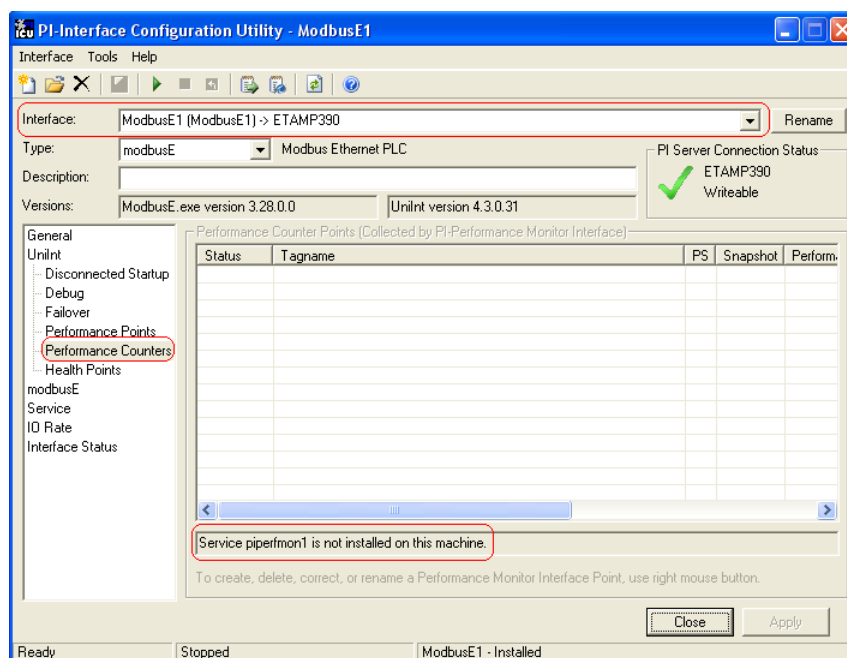 PI-Interface Configuration Utility - ModbusE1
Interface Tools Help
Interface: ModbusE1 (ModbusE1) -> ETAMP390 Rename
Type: modbusE Modbus Ethernet PLC PI Server Connection Status
Description: ETAMP390
Writeable
Versions: ModbusE.exe version 3.28.0.0 UniInt version 4.3.0.31
General
UniInt
Disconnected Startup
Debug
Failover
Performance Points
Performance Counters
Health Points
modbusE
Service
IO Rate
Interface Status
Performance Counter Points (Collected by PI-Performance Monitor Interface)
Status Tagname PS Snapshot Performa
Service piperfmon1 is not installed on this machine.
To create, delete, correct, or rename a Performance Monitor Interface Point, use right mouse button.
Close Apply
Ready Stopped ModbusE1 - Installed